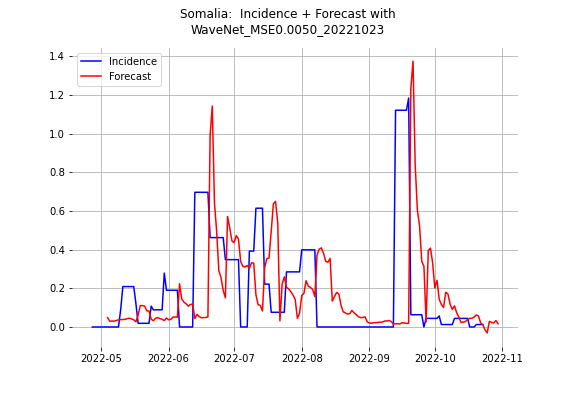 Somalia:  Incidence + Forecast with
WaveNet_MSE0.0050_20221023
Incidence
Forecast
1.4
1.2
1.0
0.8
0.6
0.4
0.2
0.0
2022-05 2022-06 2022-07 2022-08 2022-09 2022-10 2022-11